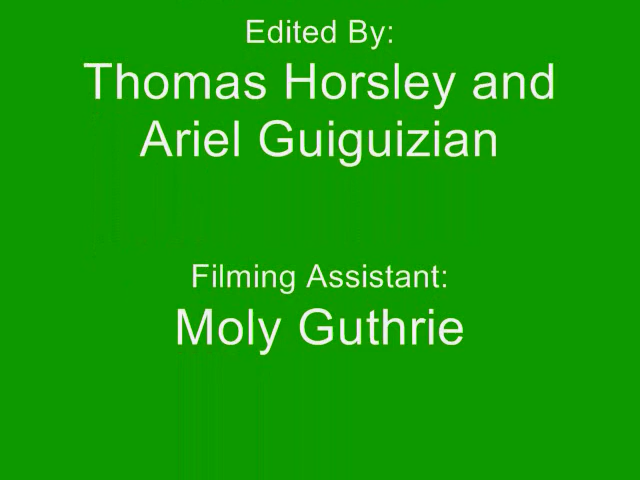 Edited By:
Thomas Horsley and
Ariel Guiguizian
Filming Assistant:
Moly Guthrie